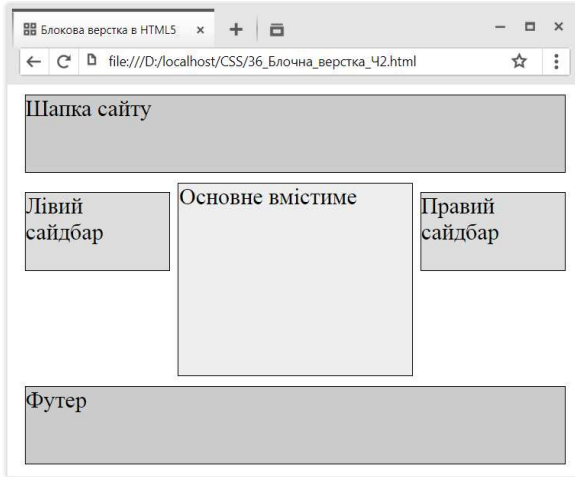 Блокова верстка в HTML5
file:///D:/localhost/CSS/36_Блочна_верстка_Ч2.html
Шапка сайту
Лівий
сайдбар
Основне вмістиме
Правий
сайдбар
Футер